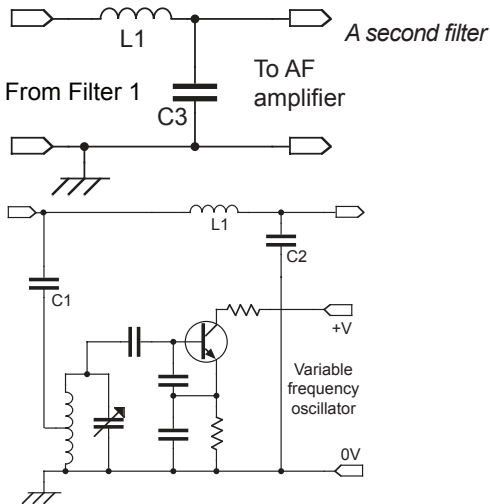 A second filter
L1
From Filter 1
To AF
amplifier
C3
L1
C2
C1
+V
Variable
frequency
oscillator
0V